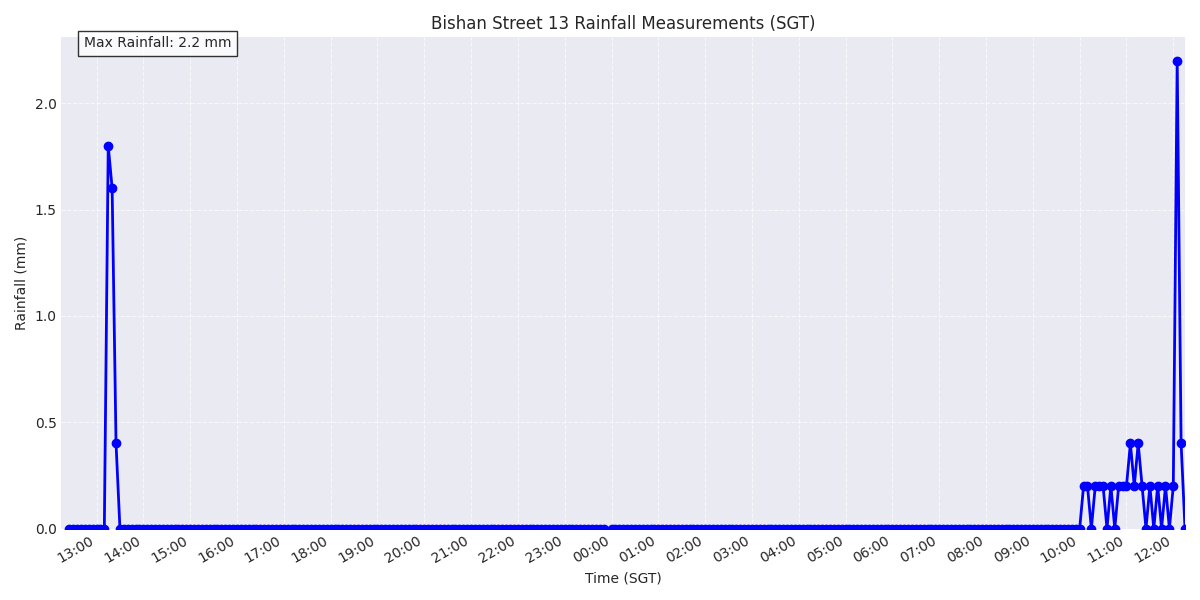 Bishan Street 13 Rainfall Measurements (SGT)
Max Rainfall: 2.2 mm
Rainfall (mm)
2.0
1.5
1.0
0.5
0.0
13:00 14:00 15:00 16:00 17:00 18:00 19:00 20:00 21:00 22:00 23:00 00:00 01:00 02:00 03:00 04:00 05:00 06:00 07:00 08:00 09:00 10:00 11:00 12:00
Time (SGT)